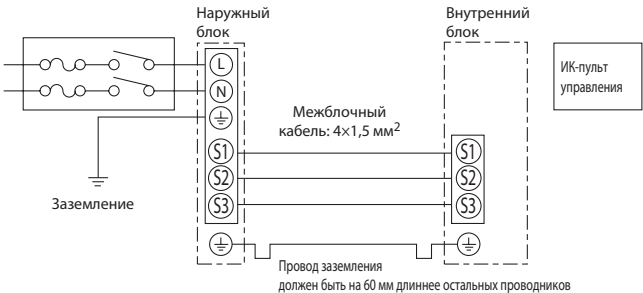 Наружный
блок
Внутренний
блок
L
N
ИК-пульт
управления
Межблочный
кабель: 4×1,5 мм²
S1
S1
S2
S2
S3
S3
Заземление
Провод заземления
должен быть на 60 мм длиннее остальных проводников